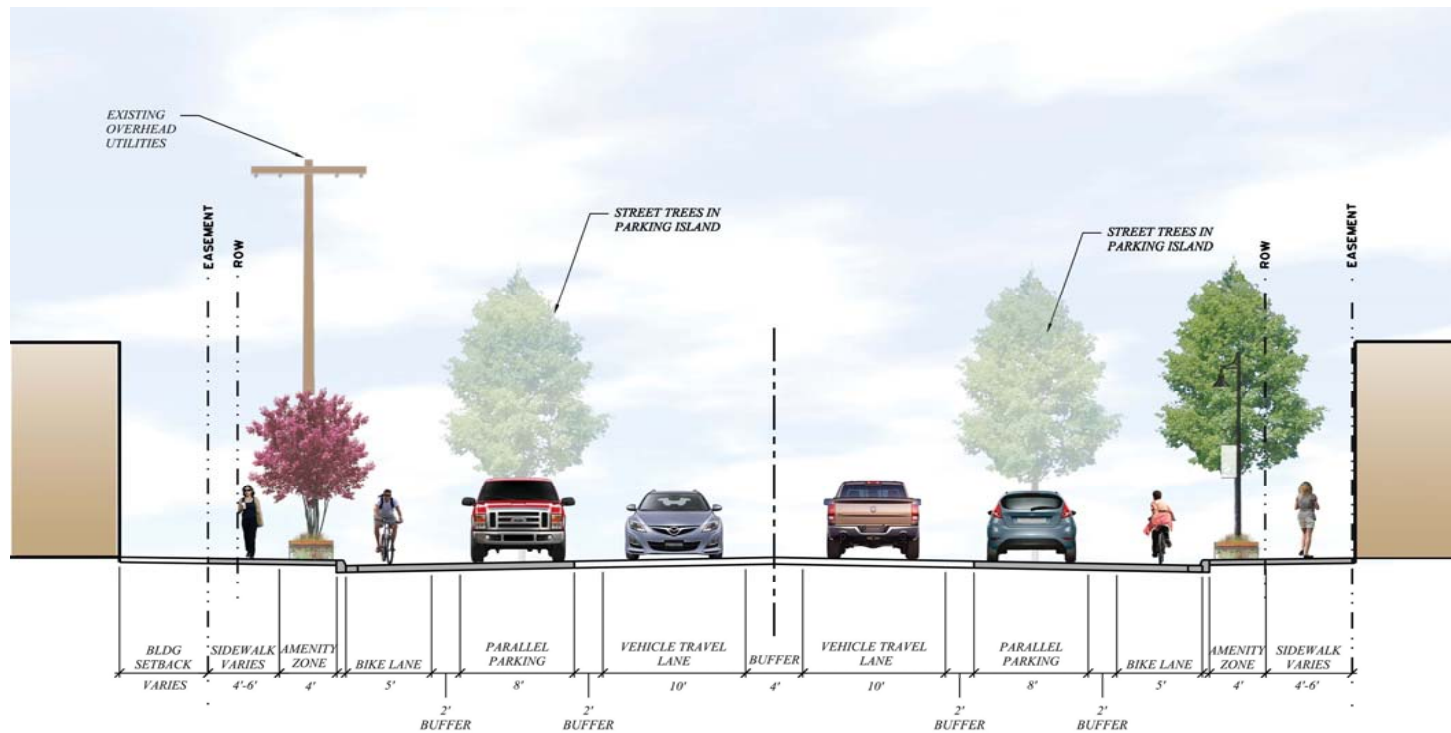 EXISTING
OVERHEAD
UTILITIES
EASEMENT
ROW
STREET TREES IN
PARKING ISLAND
STREET TREES IN
PARKING ISLAND
ROW
EASEMENT
BLDG
SETBACK
VARIES
SIDEWALK
VARIES
4'-6'
AMENITY
ZONE
4'
BIKE LANE
5'
2'
BUFFER
PARALLEL
PARKING
8'
2'
BUFFER
VEHICLE TRAVEL
LANE
10'
BUFFER
4'
VEHICLE TRAVEL
LANE
10'
2'
BUFFER
PARALLEL
PARKING
8'
2'
BUFFER
BIKE LANE
5'
AMENITY
ZONE
4'
SIDEWALK
VARIES
4'-6'